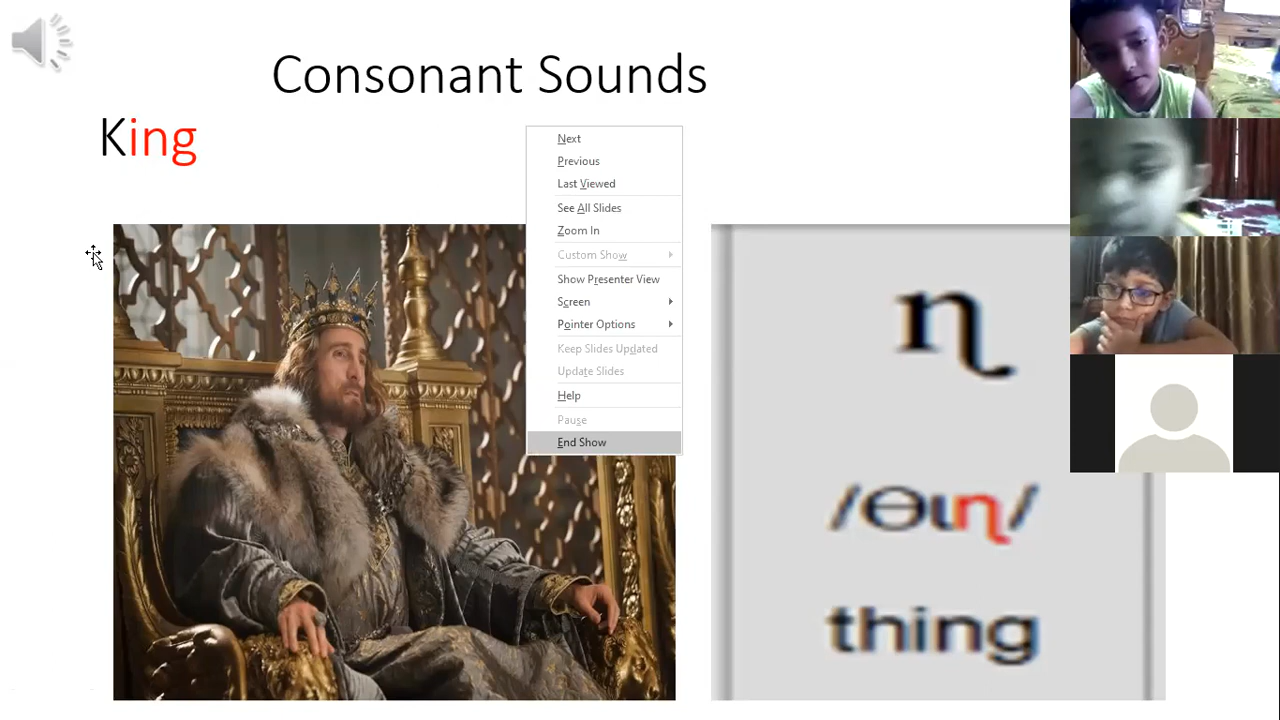 Consonant Sounds
King
Next
Previous
Last Viewed
See All Slides
Zoom In
Custom Show
Show Presenter View
Screen
Pointer Options
Keep Slides Updated
Update Slides
Help
Pause
End Show
ɳ
/Ɵɩɳ/
thing